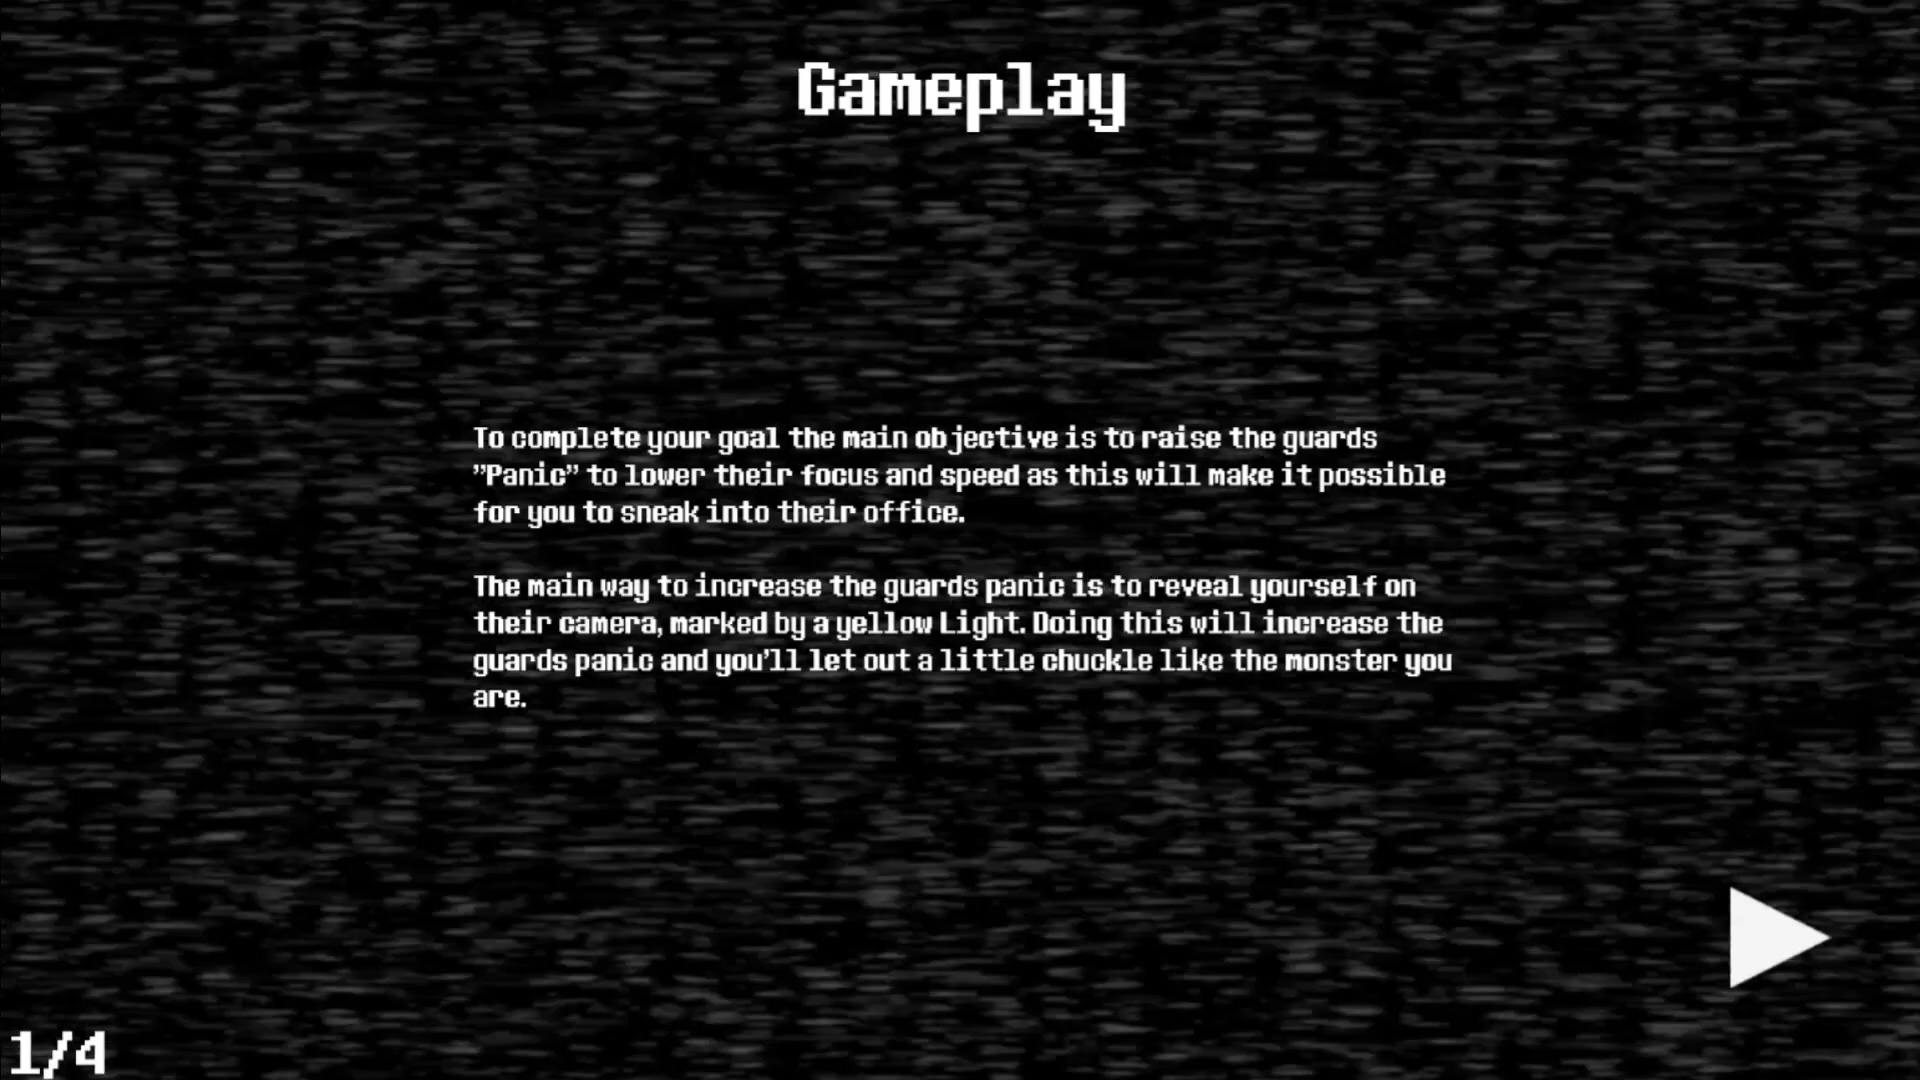 Gameplay
To complete your goal the main objective is to raise the guards
"Panic" to lower their focus and speed as this will make it possible
for you to sneak into their office.
The main way to increase the guards panic is to reveal yourself on
their camera, marked by a yellow Light. Doing this will increase the
guards panic and you'll let out a little chuckle like the monster you
are.
1/4